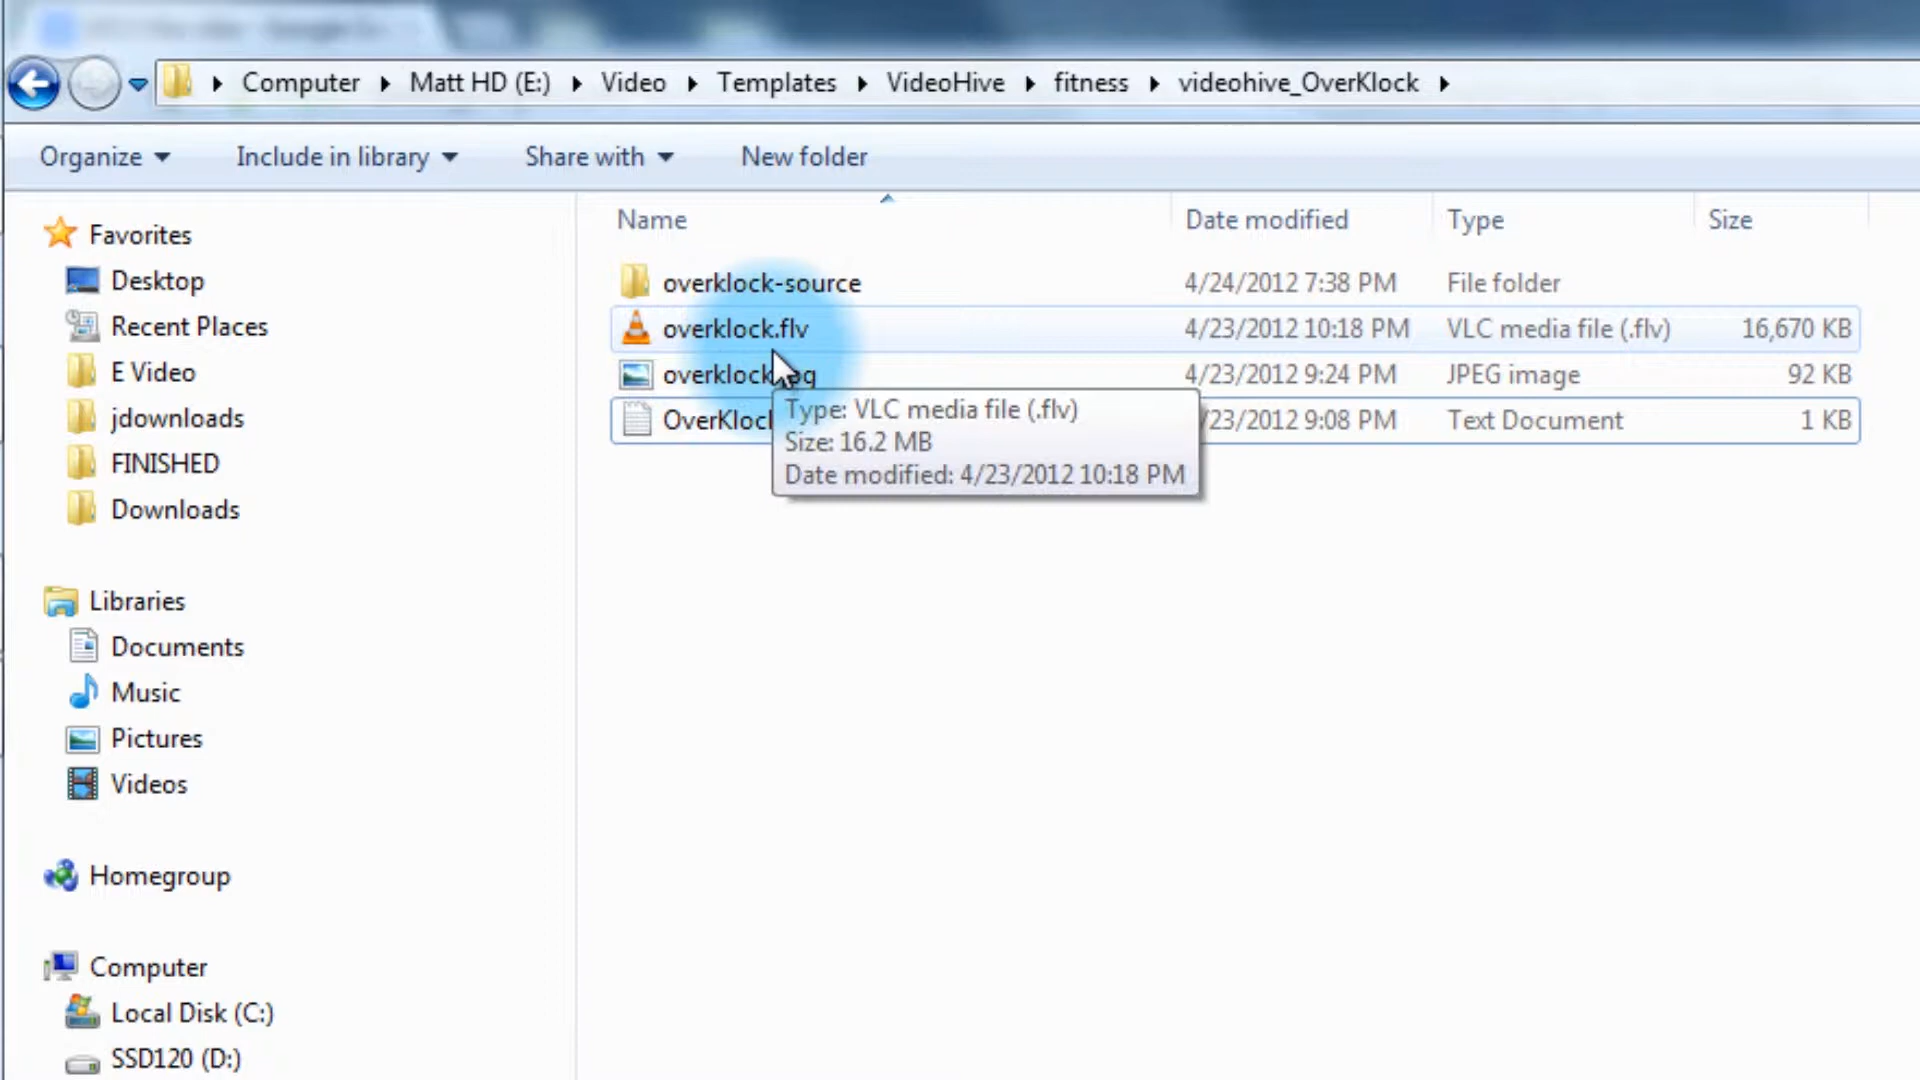 Computer Matt HD (E:) Video Templates VideoHive fitness videohive_OverKlock
Organize Include in library Share with New folder
Name Date modified Type Size
Favorites
Desktop
Recent Places
E Video
jdownloads
FINISHED
Downloads
Libraries
Documents
Music
Pictures
Videos
Homegroup
Computer
Local Disk (C:)
SSD120 (D:)
overklock-source 4/24/2012 7:38 PM File folder
overklock.flv 4/23/2012 10:18 PM VLC media file (.flv) 16,670 KB
overklock 4/23/2012 9:24 PM JPEG image 92 KB
OverKloc /23/2012 9:08 PM Text Document 1 KB
Type: VLC media file (.flv)
Size: 16.2 MB
Date modified: 4/23/2012 10:18 PM